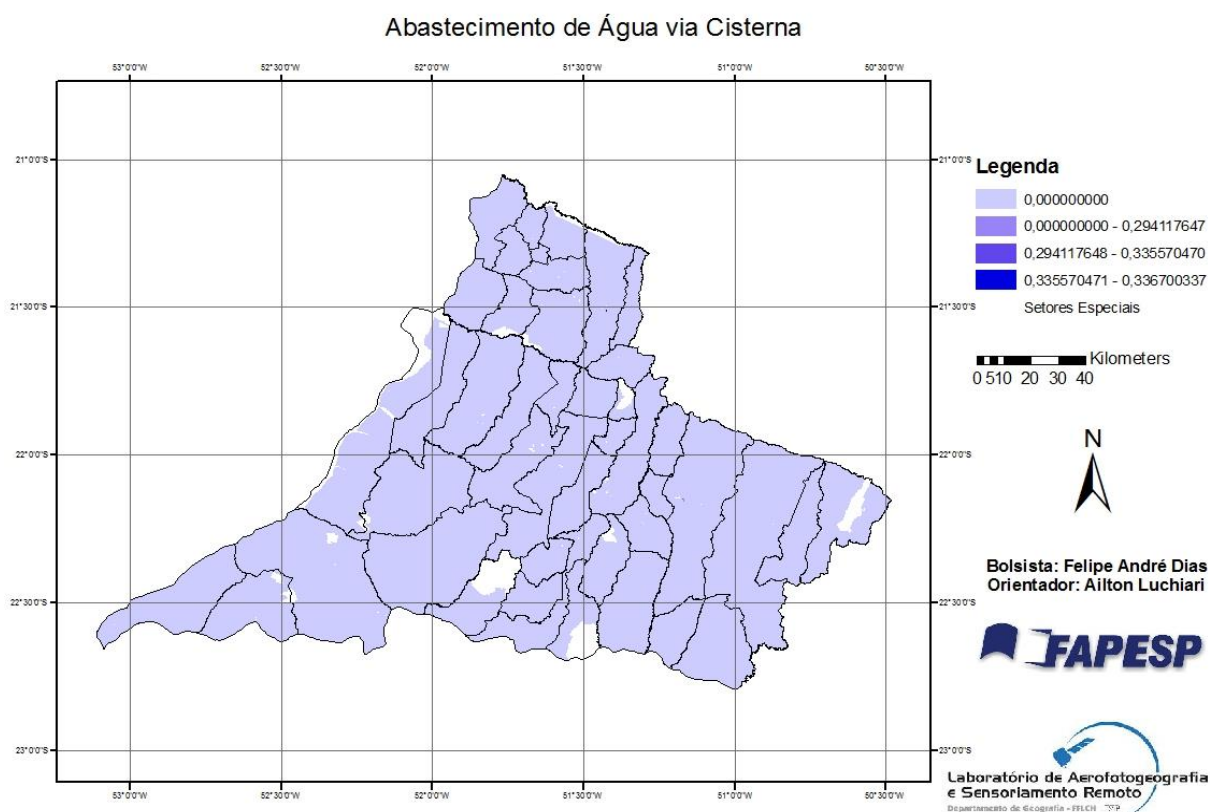 Abastecimento de Água via Cisterna
53°0'0"W 52°30'0"W 52°0'0"W 51°30'0"W 51°0'0"W 50°30'0"W
21°0'0"S 21°0'0"S
21°30'0"S 21°30'0"S
22°0'0"S 22°0'0"S
22°30'0"S 22°30'0"S
23°0'0"S 23°0'0"S
53°0'0"W 52°30'0"W 52°0'0"W 51°30'0"W 51°0'0"W 50°30'0"W
Legenda
0,000000000
0,000000000 - 0,294117647
0,294117648 - 0,335570470
0,335570471 - 0,336700337
Setores Especiais
Kilometers
0 5 10 20 30 40
N
Bolsista: Felipe André Dias
Orientador: Ailton Luchiari
FAPESP
Laboratório de Aerofotogeografia
e Sensoriamento Remoto
Departamento de Geografia - FFLCH